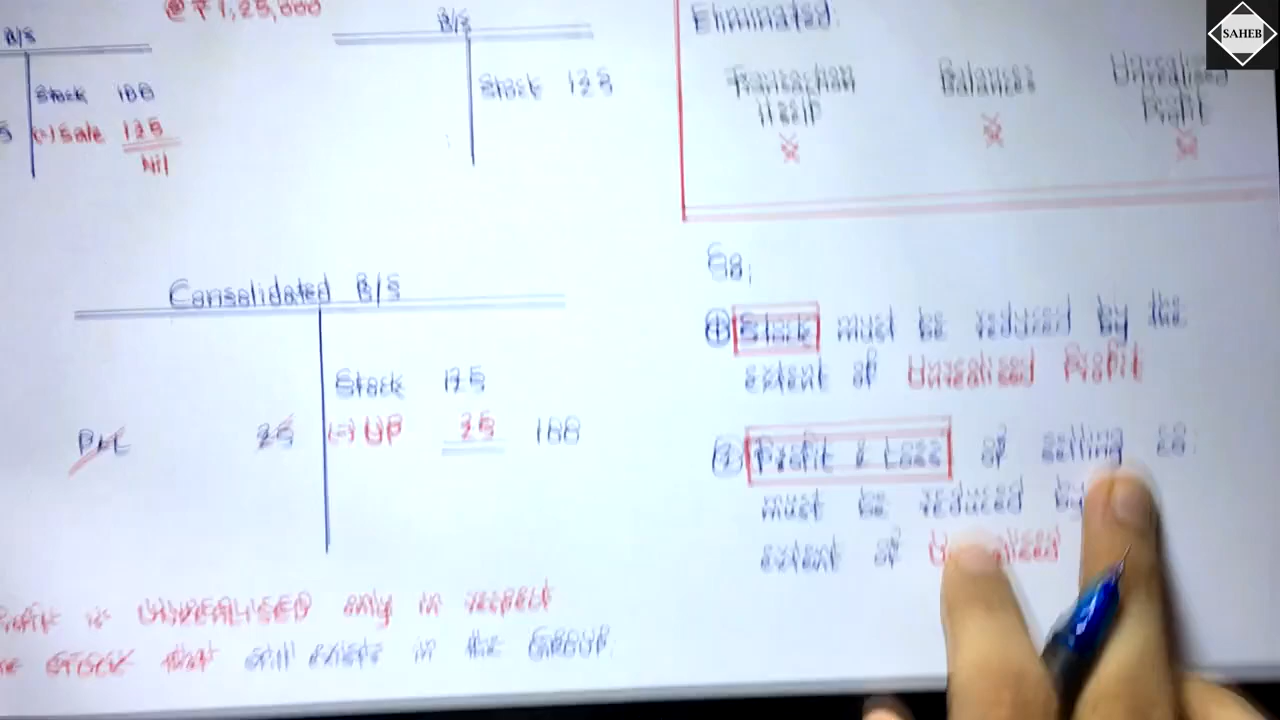 @ ₹1,25,000
B/S
Stock 100
(-) Sale 125
Nil
B/S
Stock 125
Eliminated.
Transaction
Balances
Unrealised
Profit
SAHEB
Consolidated B/S
Stock 125
P&L 25 (-) UP 25 100
So,
① Stock must be reduced by the
extent of Unrealised Profit
② Profit & Loss of selling co.
must be reduced by
extent of Unrealised
is UNREALISED only in respect
STOCK that still exists in the GROUP.